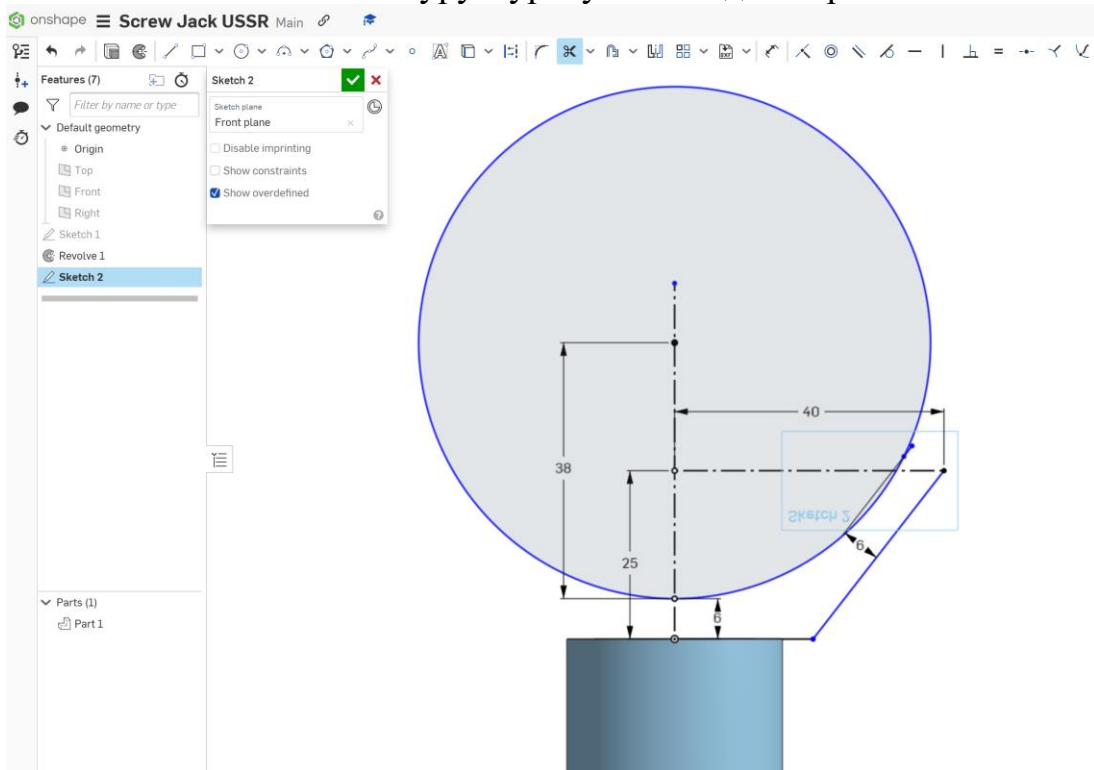 onshape Screw Jack USSR Main
Features (7)
Filter by name or type
Default geometry
Origin
Top
Front
Right
Sketch 1
Revolve 1
Sketch 2
Parts (1)
Part 1
Sketch 2
Sketch plane
Front plane
Disable imprinting
Show constraints
Show overdefined
40
38
25
Sketch 2
6
6